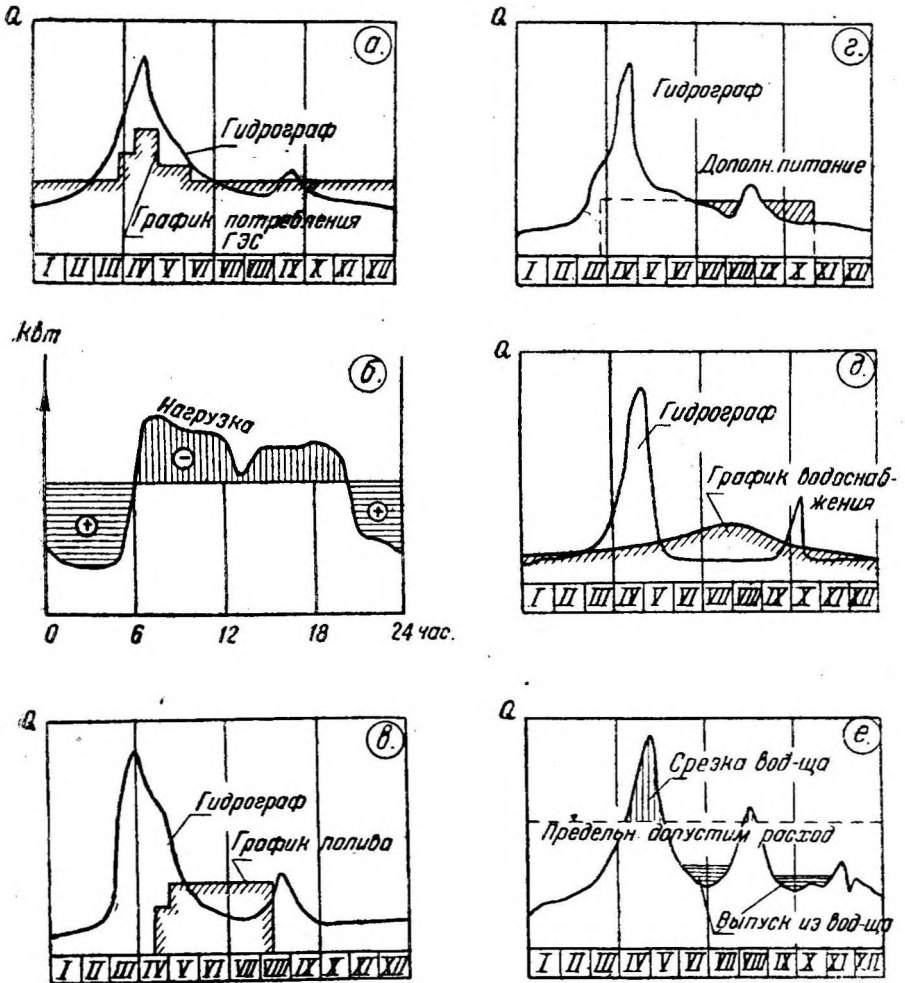 Q
а.
Гидрограф
График потребления
ГЭС
I II III IV V VI VII VIII IX X XI XII
Q
г.
Гидрограф
Дополн. питание
I II III IV V VI VII VIII IX X XI XII
квт
б.
Нагрузка
−
+
+
0 6 12 18 24 час.
Q
д.
Гидрограф
График водоснаб-
жения
I II III IV V VI VII VIII IX X XI XII
Q
в.
Гидрограф
График полива
I II III IV V VI VII VIII IX X XI XII
Q
е.
Срезка вод-ща
Предельн. допустим расход
Выпуск из вод-ща
I II III IV V VI VII VIII IX X XI XII